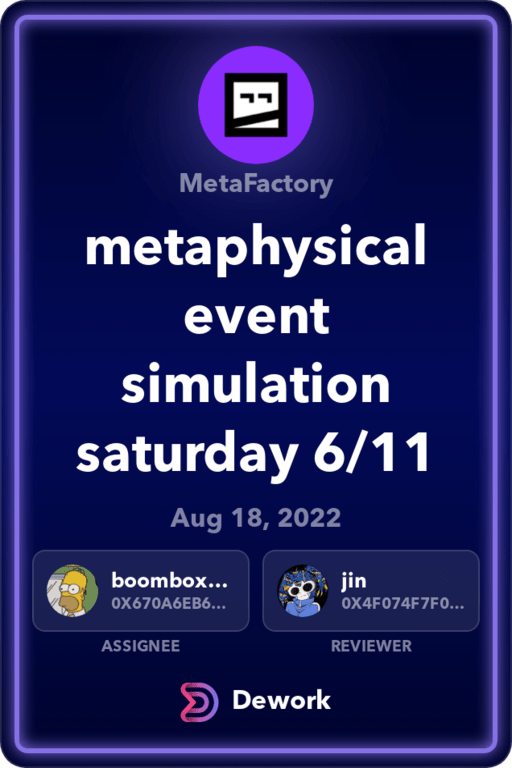 MetaFactory
metaphysical
event
simulation
saturday 6/11
Aug 18, 2022
boombox...
0X670A6EB6...
ASSIGNEE
jin
0X4F074F7F0...
REVIEWER
Dework